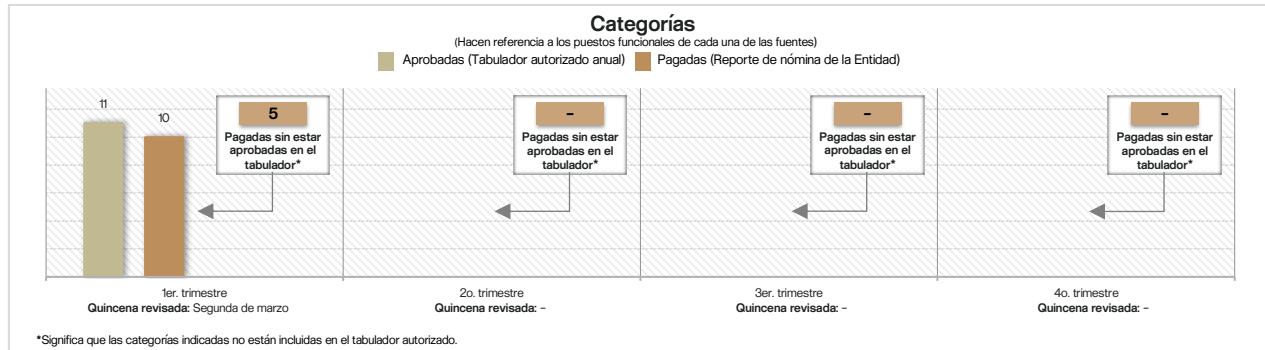 Categorías
(Hacen referencia a los puestos funcionales de cada una de las fuentes)
Aprobadas (Tabulador autorizado anual) Pagadas (Reporte de nómina de la Entidad)
11
10
5
Pagadas sin estar
aprobadas en el
tabulador*
–
Pagadas sin estar
aprobadas en el
tabulador*
–
Pagadas sin estar
aprobadas en el
tabulador*
–
Pagadas sin estar
aprobadas en el
tabulador*
1er. trimestre
Quincena revisada: Segunda de marzo
2o. trimestre
Quincena revisada: –
3er. trimestre
Quincena revisada: –
4o. trimestre
Quincena revisada: –
*Significa que las categorías indicadas no están incluidas en el tabulador autorizado.